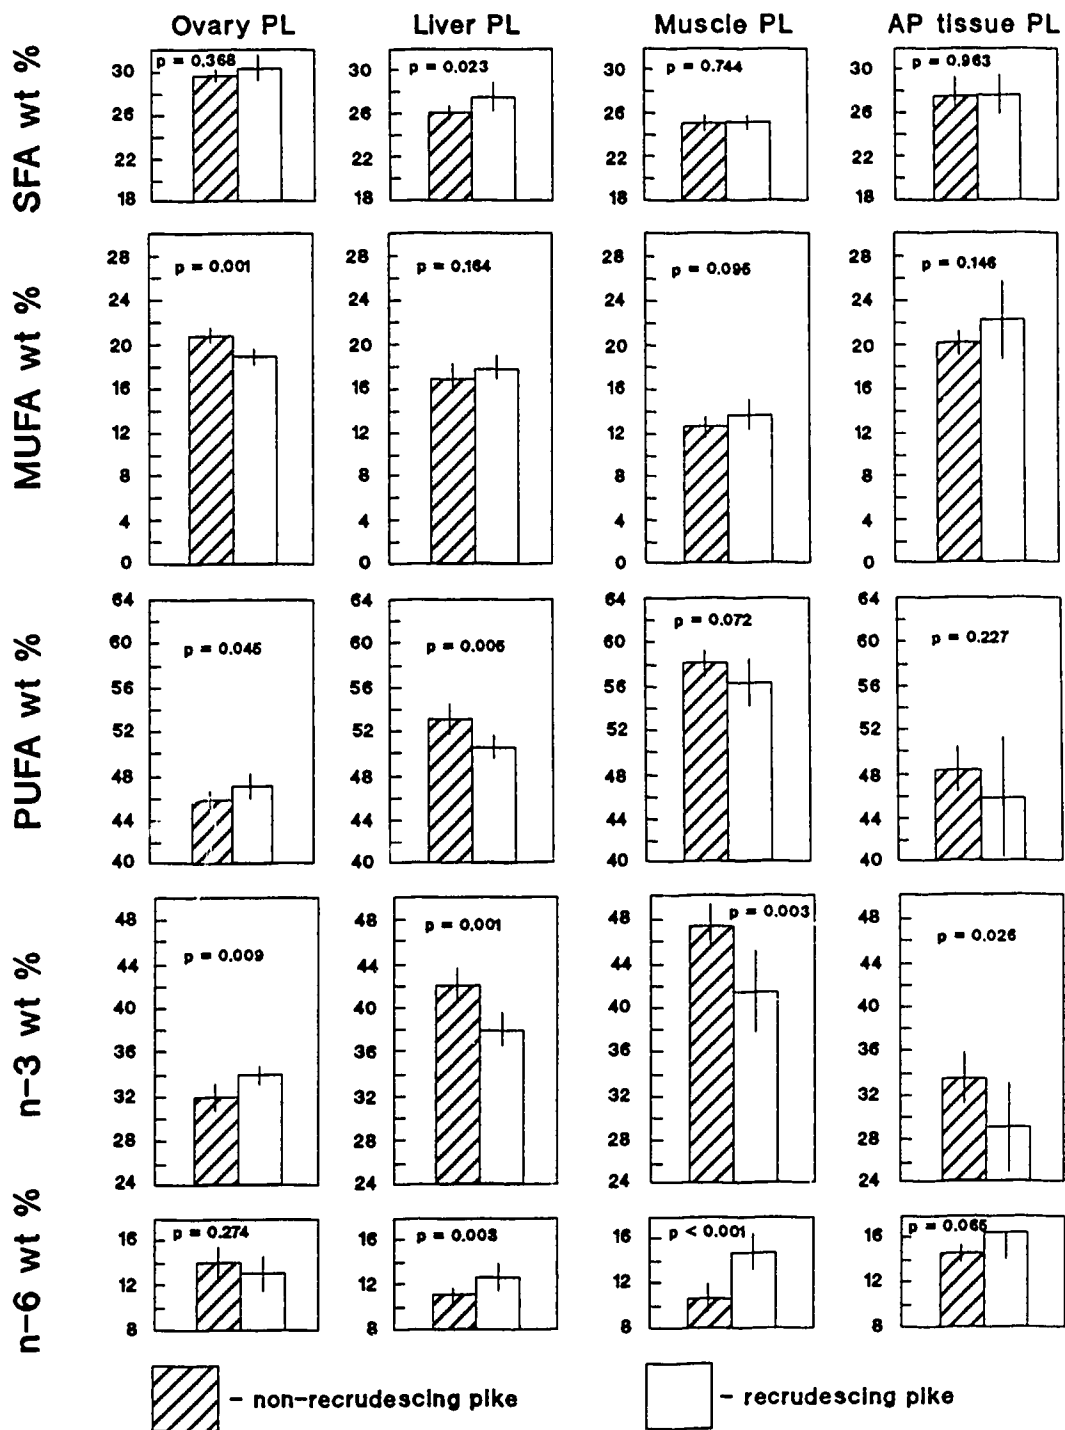 Ovary PL Liver PL Muscle PL AP tissue PL
SFA wt %
30 26 22 18
p = 0.368
30 26 22 18
p = 0.023
30 26 22 18
p = 0.744
30 26 22 18
p = 0.963
MUFA wt %
28 24 20 16 12 8 4 0
p = 0.001
28 24 20 16 12 8 4 0
p = 0.164
28 24 20 16 12 8 4 0
p = 0.095
28 24 20 16 12 8 4 0
p = 0.146
PUFA wt %
64 60 56 52 48 44 40
p = 0.045
64 60 56 52 48 44 40
p = 0.005
64 60 56 52 48 44 40
p = 0.072
64 60 56 52 48 44 40
p = 0.227
n-3 wt %
48 44 40 36 32 28 24
p = 0.009
48 44 40 36 32 28 24
p = 0.001
48 44 40 36 32 28 24
p = 0.003
48 44 40 36 32 28 24
p = 0.026
n-6 wt %
16 12 8
p = 0.274
16 12 8
p = 0.003
16 12 8
p < 0.001
16 12 8
p = 0.065
- non-recrudescing pike
- recrudescing pike